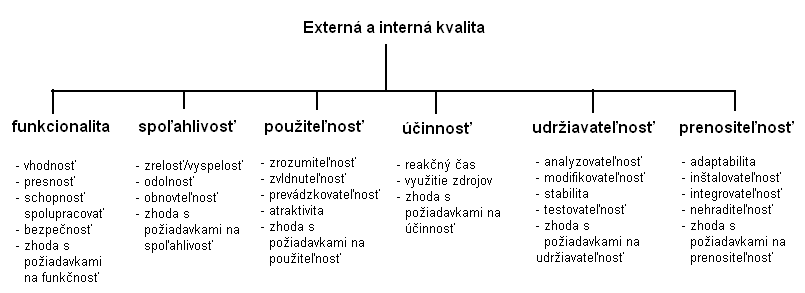 Externá a interná kvalita
funkcionalita
- vhodnosť
- presnosť
- schopnosť
spolupracovať
- bezpečnosť
- zhoda s
požiadavkami
na funkčnosť
spoľahlivosť
- zrelosť/vyspelosť
- odolnosť
- obnovteľnosť
- zhoda s
požiadavkami na
spoľahlivosť
použiteľnosť
- zrozumiteľnosť
- zvldnuteľnosť
- prevádzkovateľnosť
- atraktivita
- zhoda s
požiadavkami na
použiteľnosť
účinnosť
- reakčný čas
- využitie zdrojov
- zhoda s
požiadavkami na
účinnosť
udržiavateľnosť
- analyzovateľnosť
- modifikovateľnosť
- stabilita
- testovateľnosť
- zhoda s
požiadavkami na
udržiavateľnosť
prenositeľnosť
- adaptabilita
- inštalovateľnosť
- integrovateľnosť
- nehraditeľnosť
- zhoda s
požiadavkami na
prenositeľnosť